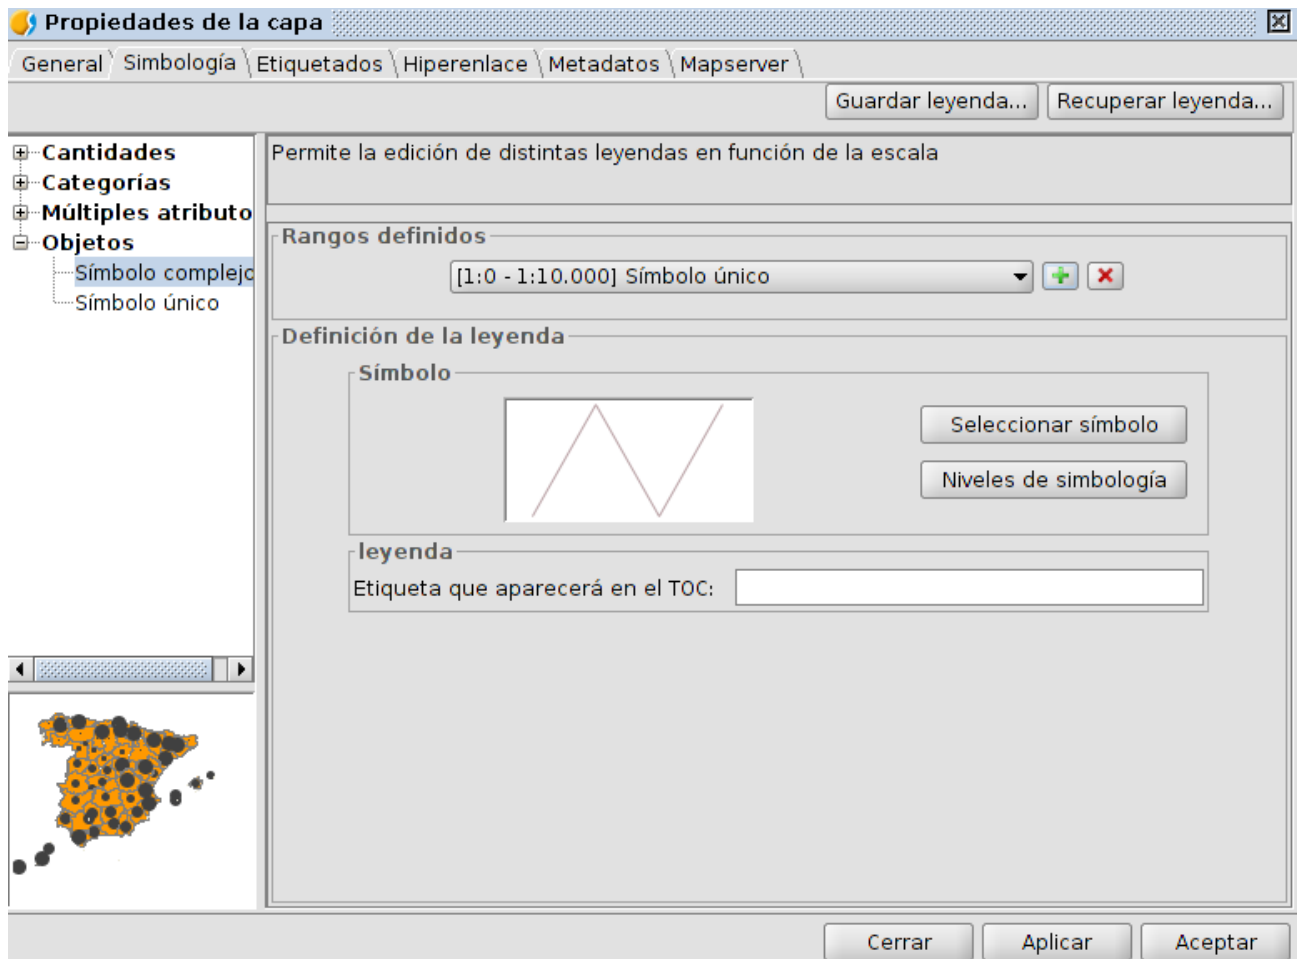 Propiedades de la capa
General Simbología Etiquetados Hiperenlace Metadatos Mapserver
Guardar leyenda... Recuperar leyenda...
Cantidades
Categorías
Múltiples atributo
Objetos
Símbolo complejo
Símbolo único
Permite la edición de distintas leyendas en función de la escala
Rangos definidos
[1:0 - 1:10.000] Símbolo único
Definición de la leyenda
Símbolo
Seleccionar símbolo
Niveles de simbología
leyenda
Etiqueta que aparecerá en el TOC:
Cerrar Aplicar Aceptar